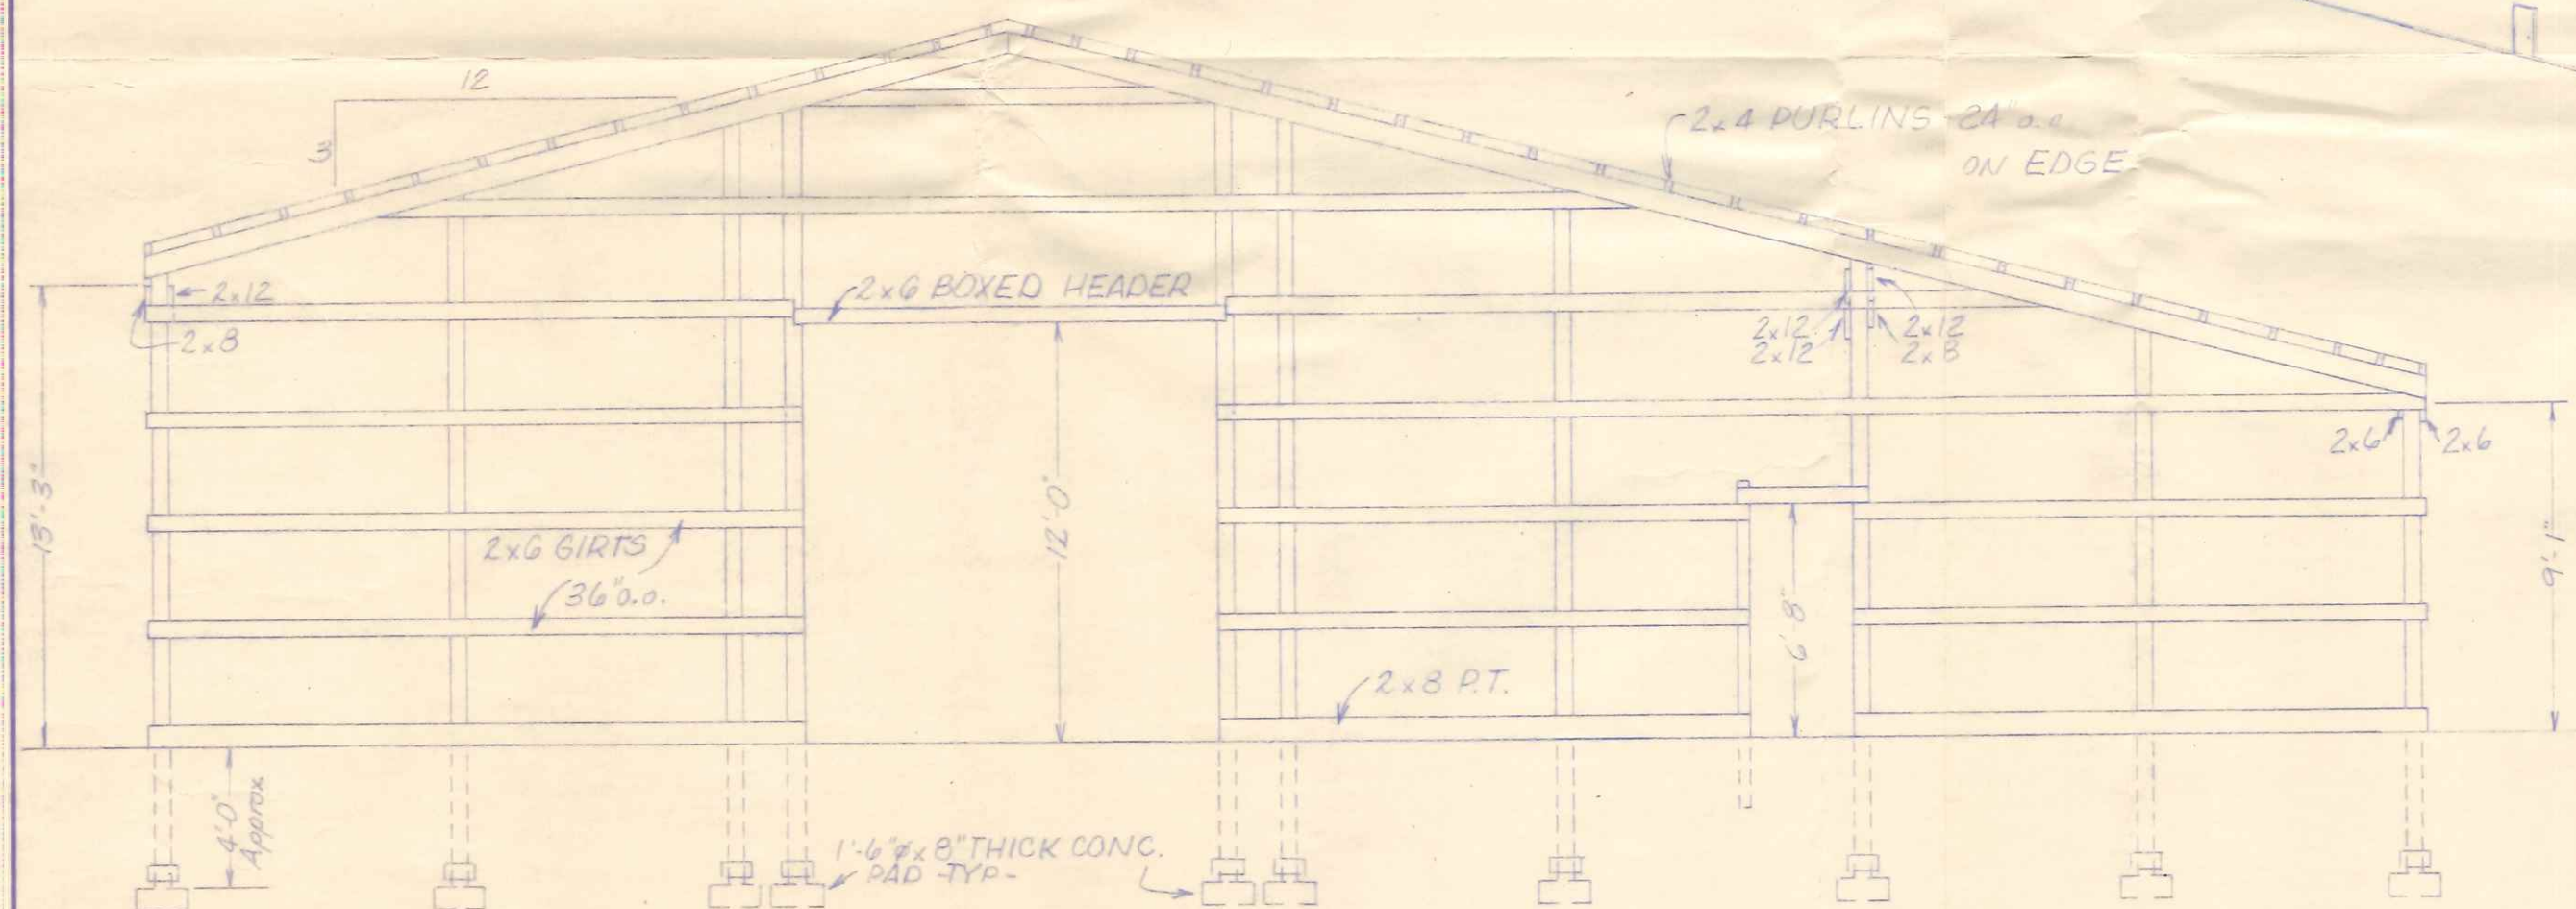 12
3
2x4 PURLINS 24" o.c.
ON EDGE
2x12
2x8
2x6 BOXED HEADER
2x12
2x12
2x12
2x8
2x6
2x6
13'-3"
12'-0"
2x6 GIRTS
36" o.c.
6'-8"
9'-1"
2x8 P.T.
4'-0"
Approx.
1'-6"ø x 8" THICK CONC.
PAD -TYP-